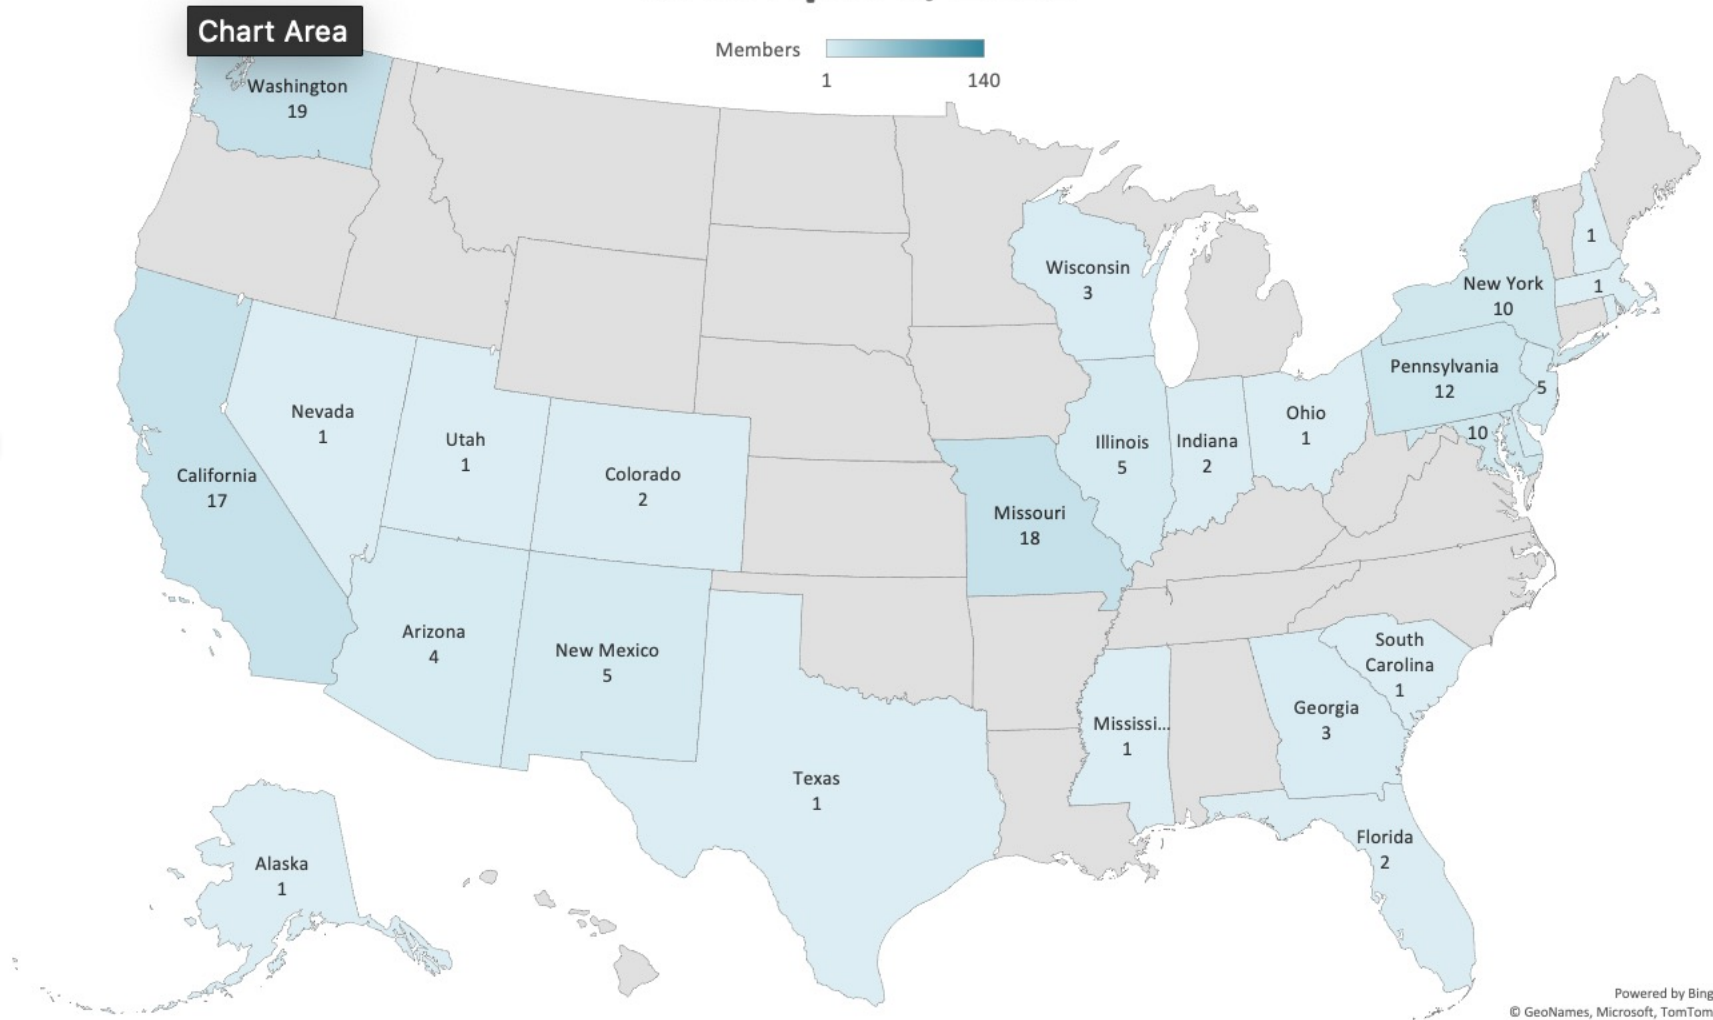 Chart Area
Members
1
140
Washington
19
1
Wisconsin
3
New York
10
1
Pennsylvania
12
5
Nevada
1
Utah
1
Ohio
1
10
Illinois
5
Indiana
2
California
17
Colorado
2
Missouri
18
Arizona
4
New Mexico
5
South
Carolina
1
Georgia
3
Mississi...
1
Texas
1
Florida
2
Alaska
1
Powered by Bing
© GeoNames, Microsoft, TomTom